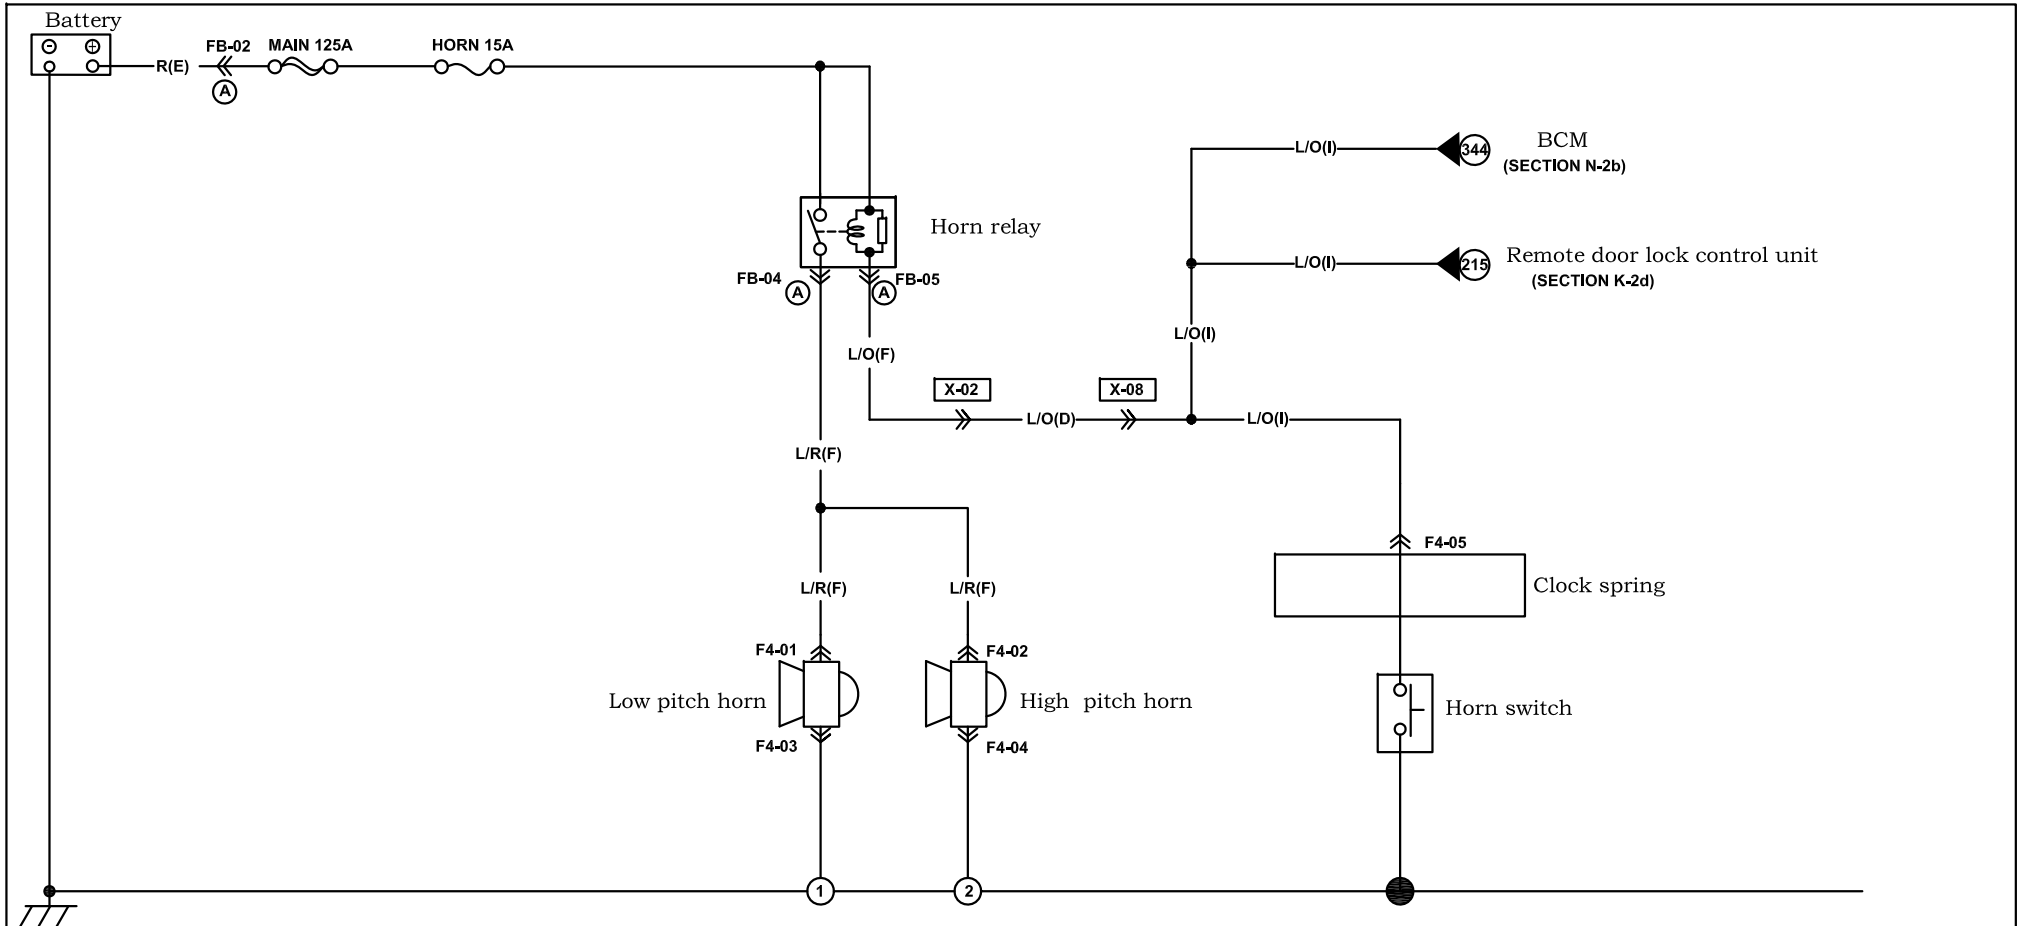 Battery
FB-02
MAIN 125A
HORN 15A
R(E)
A
L/O(I)
344
BCM
(SECTION N-2b)
Horn relay
L/O(I)
215
Remote door lock control unit
(SECTION K-2d)
FB-04
A
A
FB-05
L/O(I)
L/O(F)
X-02
X-08
L/O(D)
L/O(I)
L/R(F)
F4-05
Clock spring
L/R(F)
L/R(F)
F4-01
F4-02
Low pitch horn
High pitch horn
Horn switch
F4-03
F4-04
1
2